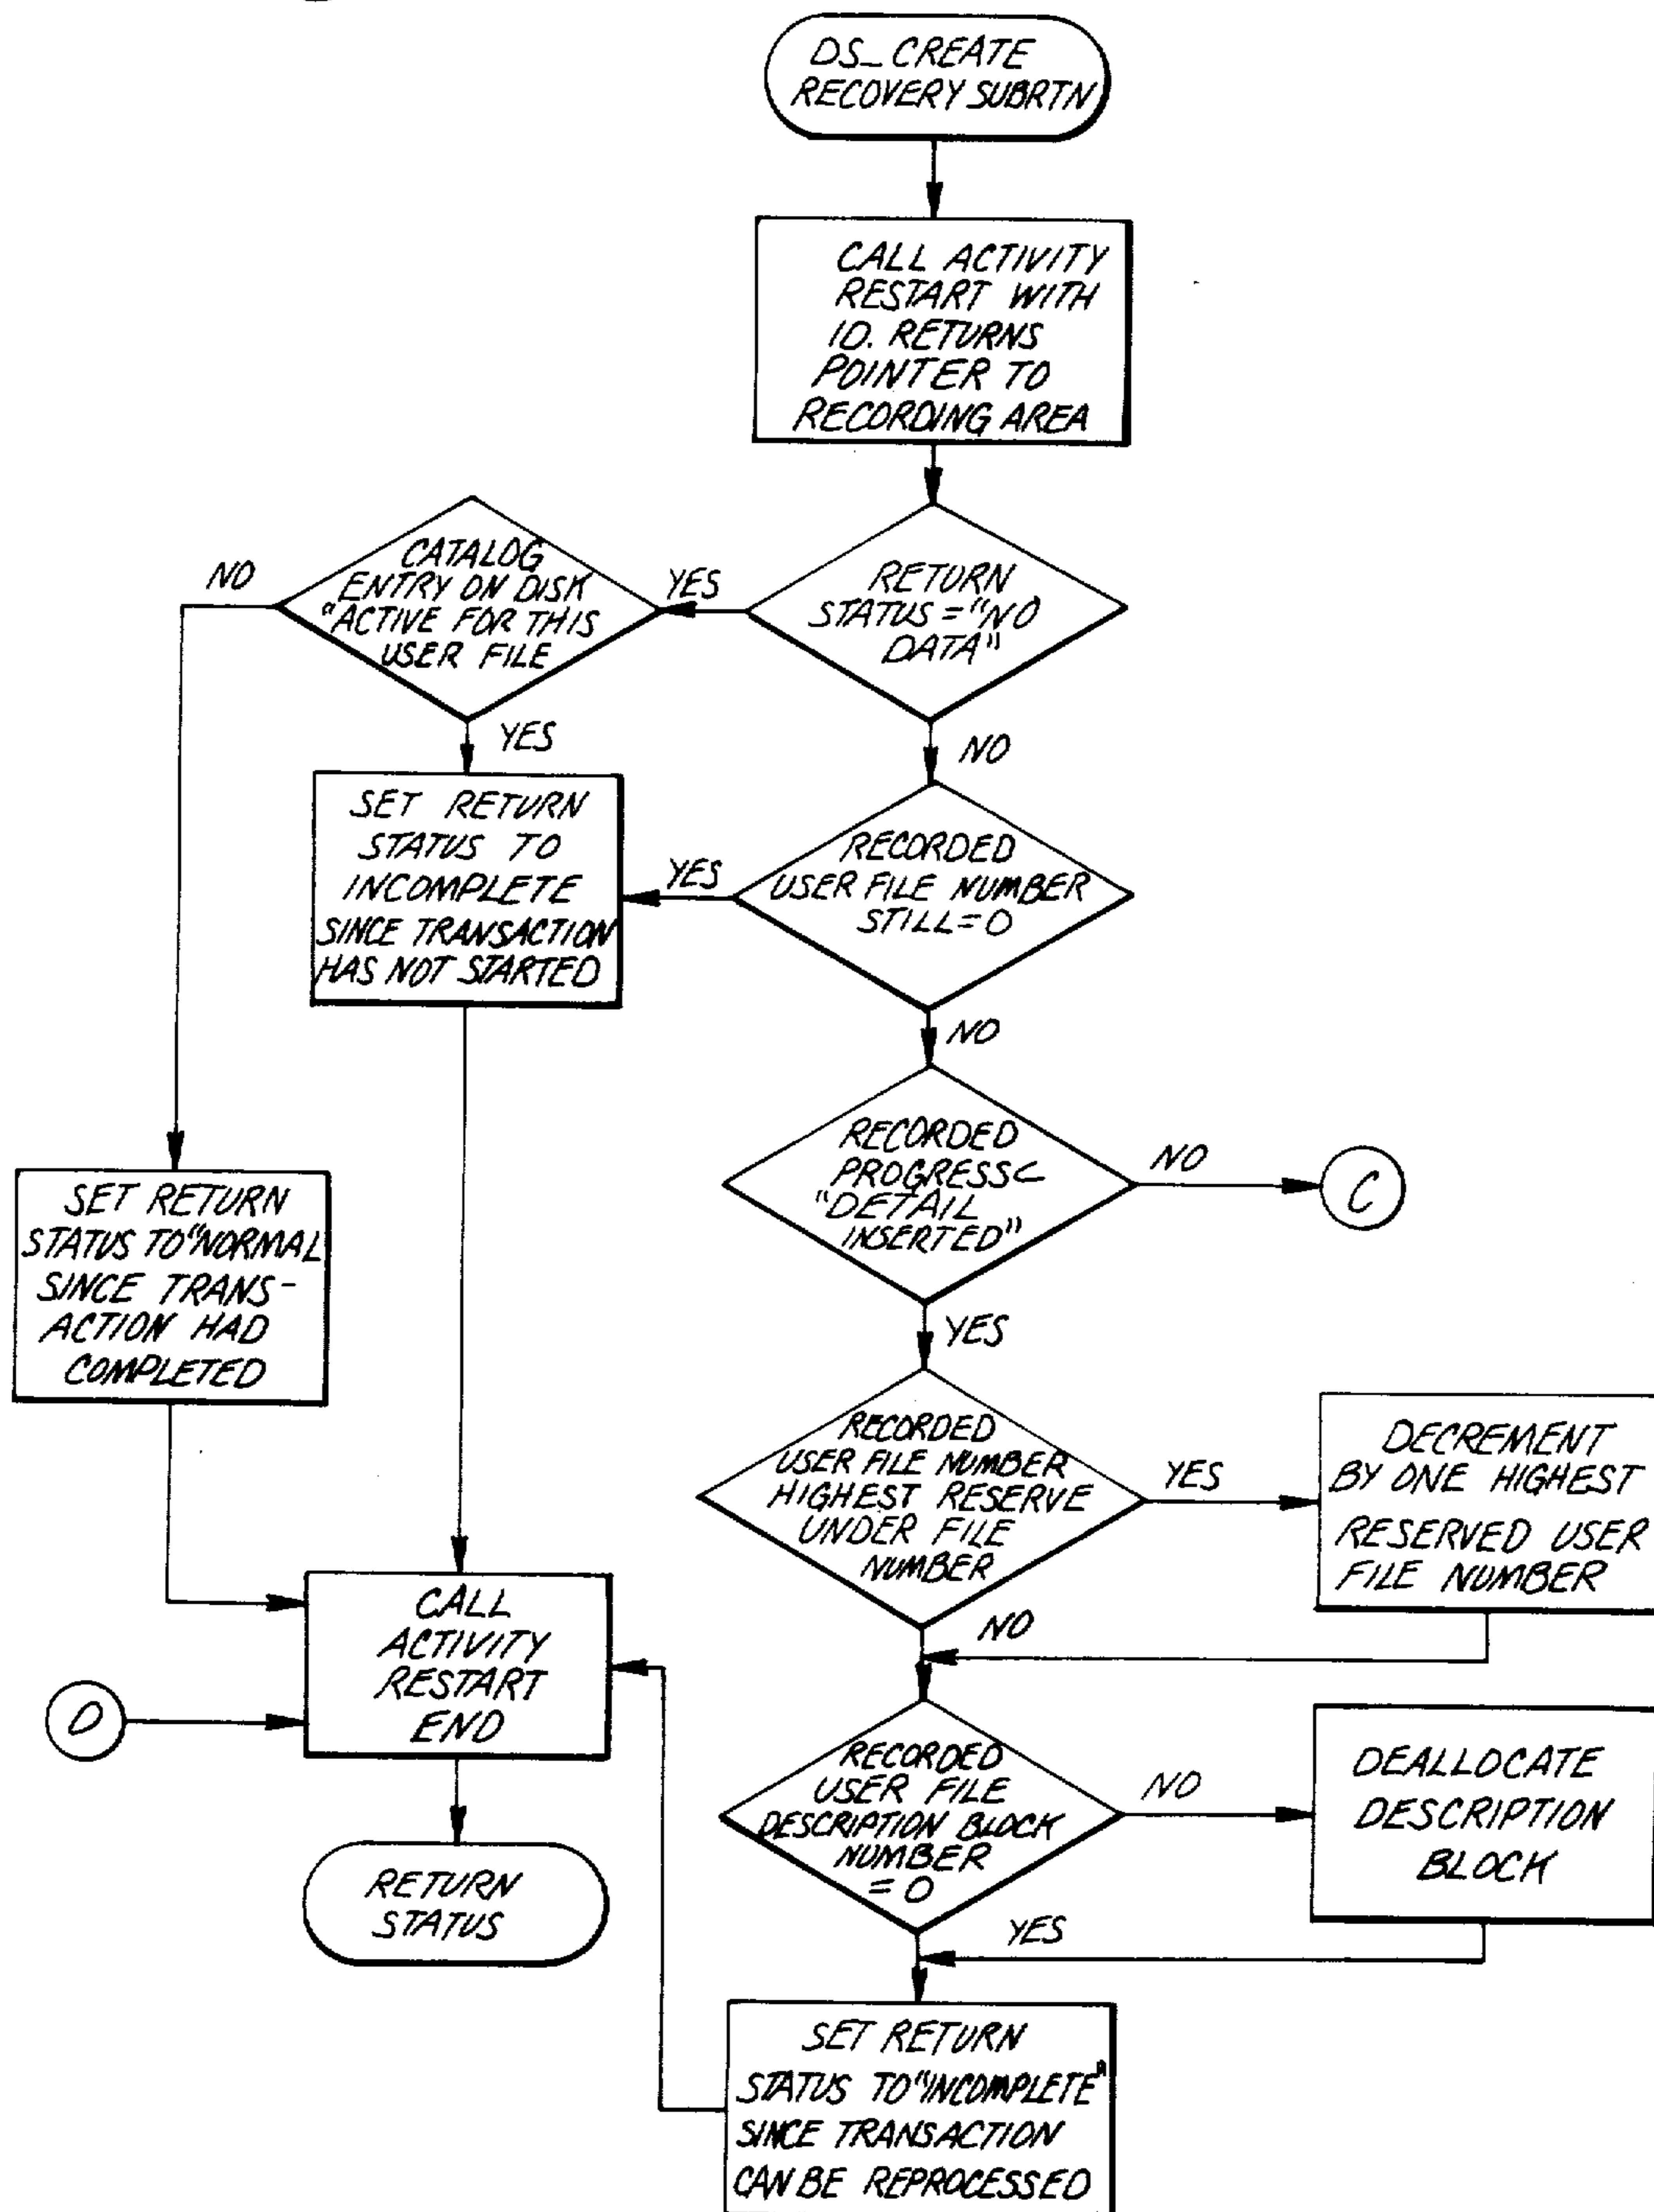 DS_CREATE
RECOVERY SUBRTN
CALL ACTIVITY
RESTART WITH
ID. RETURNS
POINTER TO
RECORDING AREA
RETURN
STATUS = "NO
DATA"
YES
NO
CATALOG
ENTRY ON DISK
"ACTIVE FOR THIS
USER FILE
NO
YES
SET RETURN
STATUS TO
INCOMPLETE
SINCE TRANSACTION
HAS NOT STARTED
RECORDED
USER FILE NUMBER
STILL = 0
YES
NO
RECORDED
PROGRESS <
"DETAIL
INSERTED"
NO
C
YES
SET RETURN
STATUS TO "NORMAL
SINCE TRANS-
ACTION HAD
COMPLETED
RECORDED
USER FILE NUMBER
HIGHEST RESERVE
UNDER FILE
NUMBER
YES
NO
DECREMENT
BY ONE HIGHEST
RESERVED USER
FILE NUMBER
CALL
ACTIVITY
RESTART
END
D
RETURN
STATUS
RECORDED
USER FILE
DESCRIPTION BLOCK
NUMBER
= 0
NO
YES
DEALLOCATE
DESCRIPTION
BLOCK
SET RETURN
STATUS TO "INCOMPLETE"
SINCE TRANSACTION
CAN BE REPROCESSED